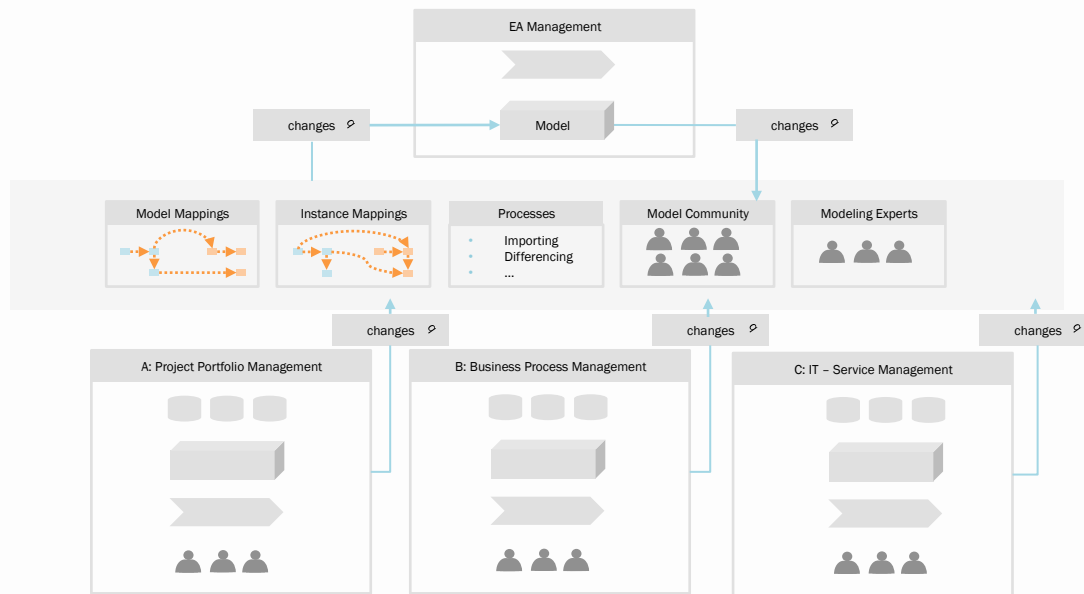 EA Management
Model
changes
changes
Model Mappings
Instance Mappings
Processes
• Importing
• Differencing
• ...
Model Community
Modeling Experts
changes
changes
changes
A: Project Portfolio Management
B: Business Process Management
C: IT – Service Management